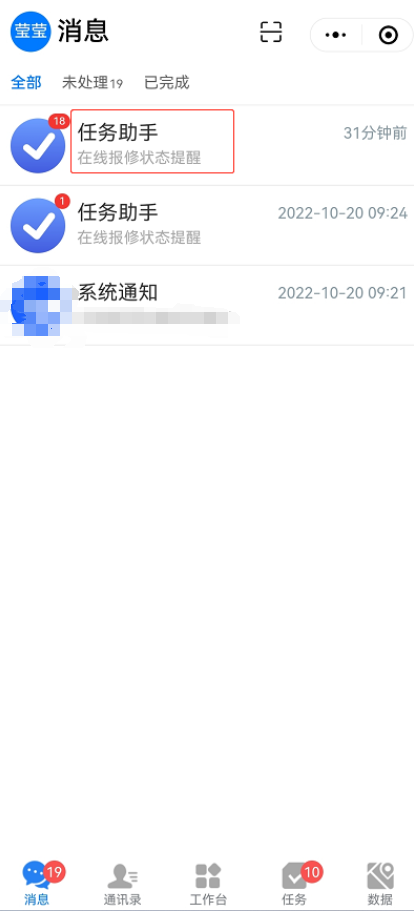 莹莹 消息
全部 未处理19 已完成
18 任务助手 31分钟前
在线报修状态提醒
1 任务助手 2022-10-20 09:24
在线报修状态提醒
系统通知 2022-10-20 09:21
19 10
消息 通讯录 工作台 任务 数据